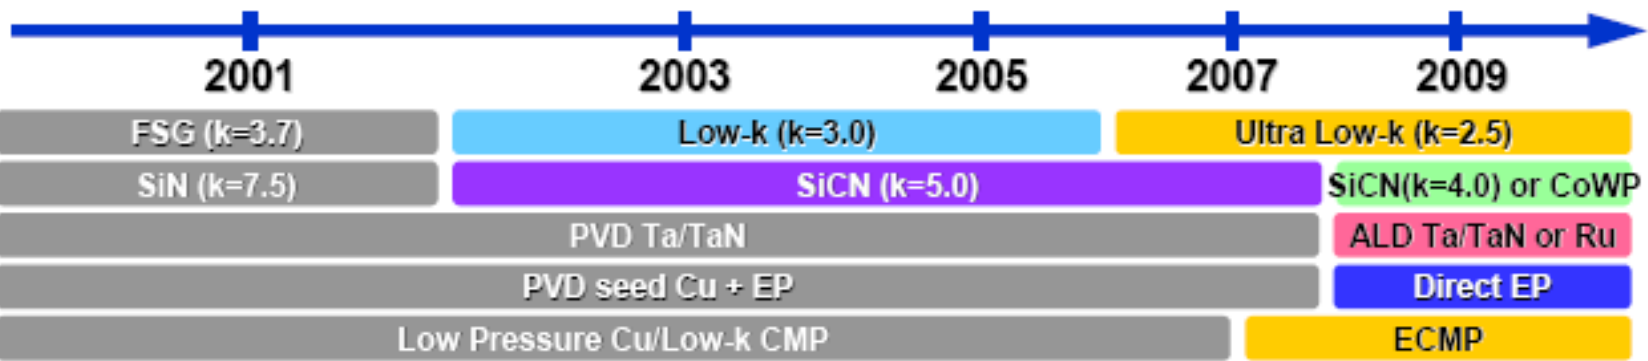 2001 2003 2005 2007 2009
FSG (k=3.7) Low-k (k=3.0) Ultra Low-k (k=2.5)
SiN (k=7.5) SiCN (k=5.0) SiCN(k=4.0) or CoWP
PVD Ta/TaN ALD Ta/TaN or Ru
PVD seed Cu + EP Direct EP
Low Pressure Cu/Low-k CMP ECMP